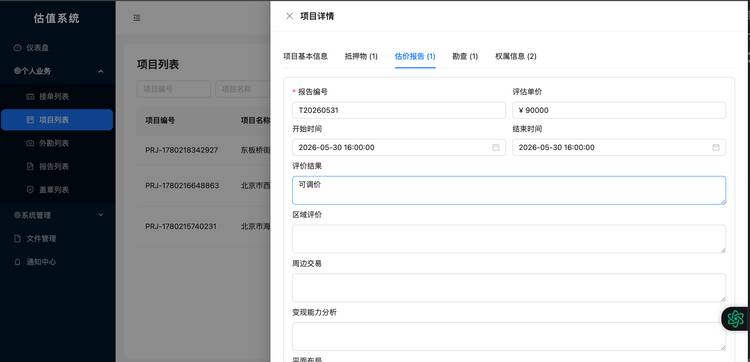 估值系统
仪表盘
个人业务
接单列表
项目列表
外勘列表
报告列表
盖章列表
系统管理
文件管理
通知中心
项目列表
项目编号
项目名称
项目编号
项目名称
PRJ-1780218342927
东板桥街
PRJ-1780216648863
北京市西
PRJ-1780215740231
北京市海
项目详情
项目基本信息
抵押物 (1)
估价报告 (1)
勘查 (1)
权属信息 (2)
* 报告编号
评估单价
T20260531
¥ 90000
开始时间
结束时间
2026-05-30 16:00:00
2026-05-30 16:00:00
评价结果
可调价
区域评价
周边交易
变现能力分析
平面布局